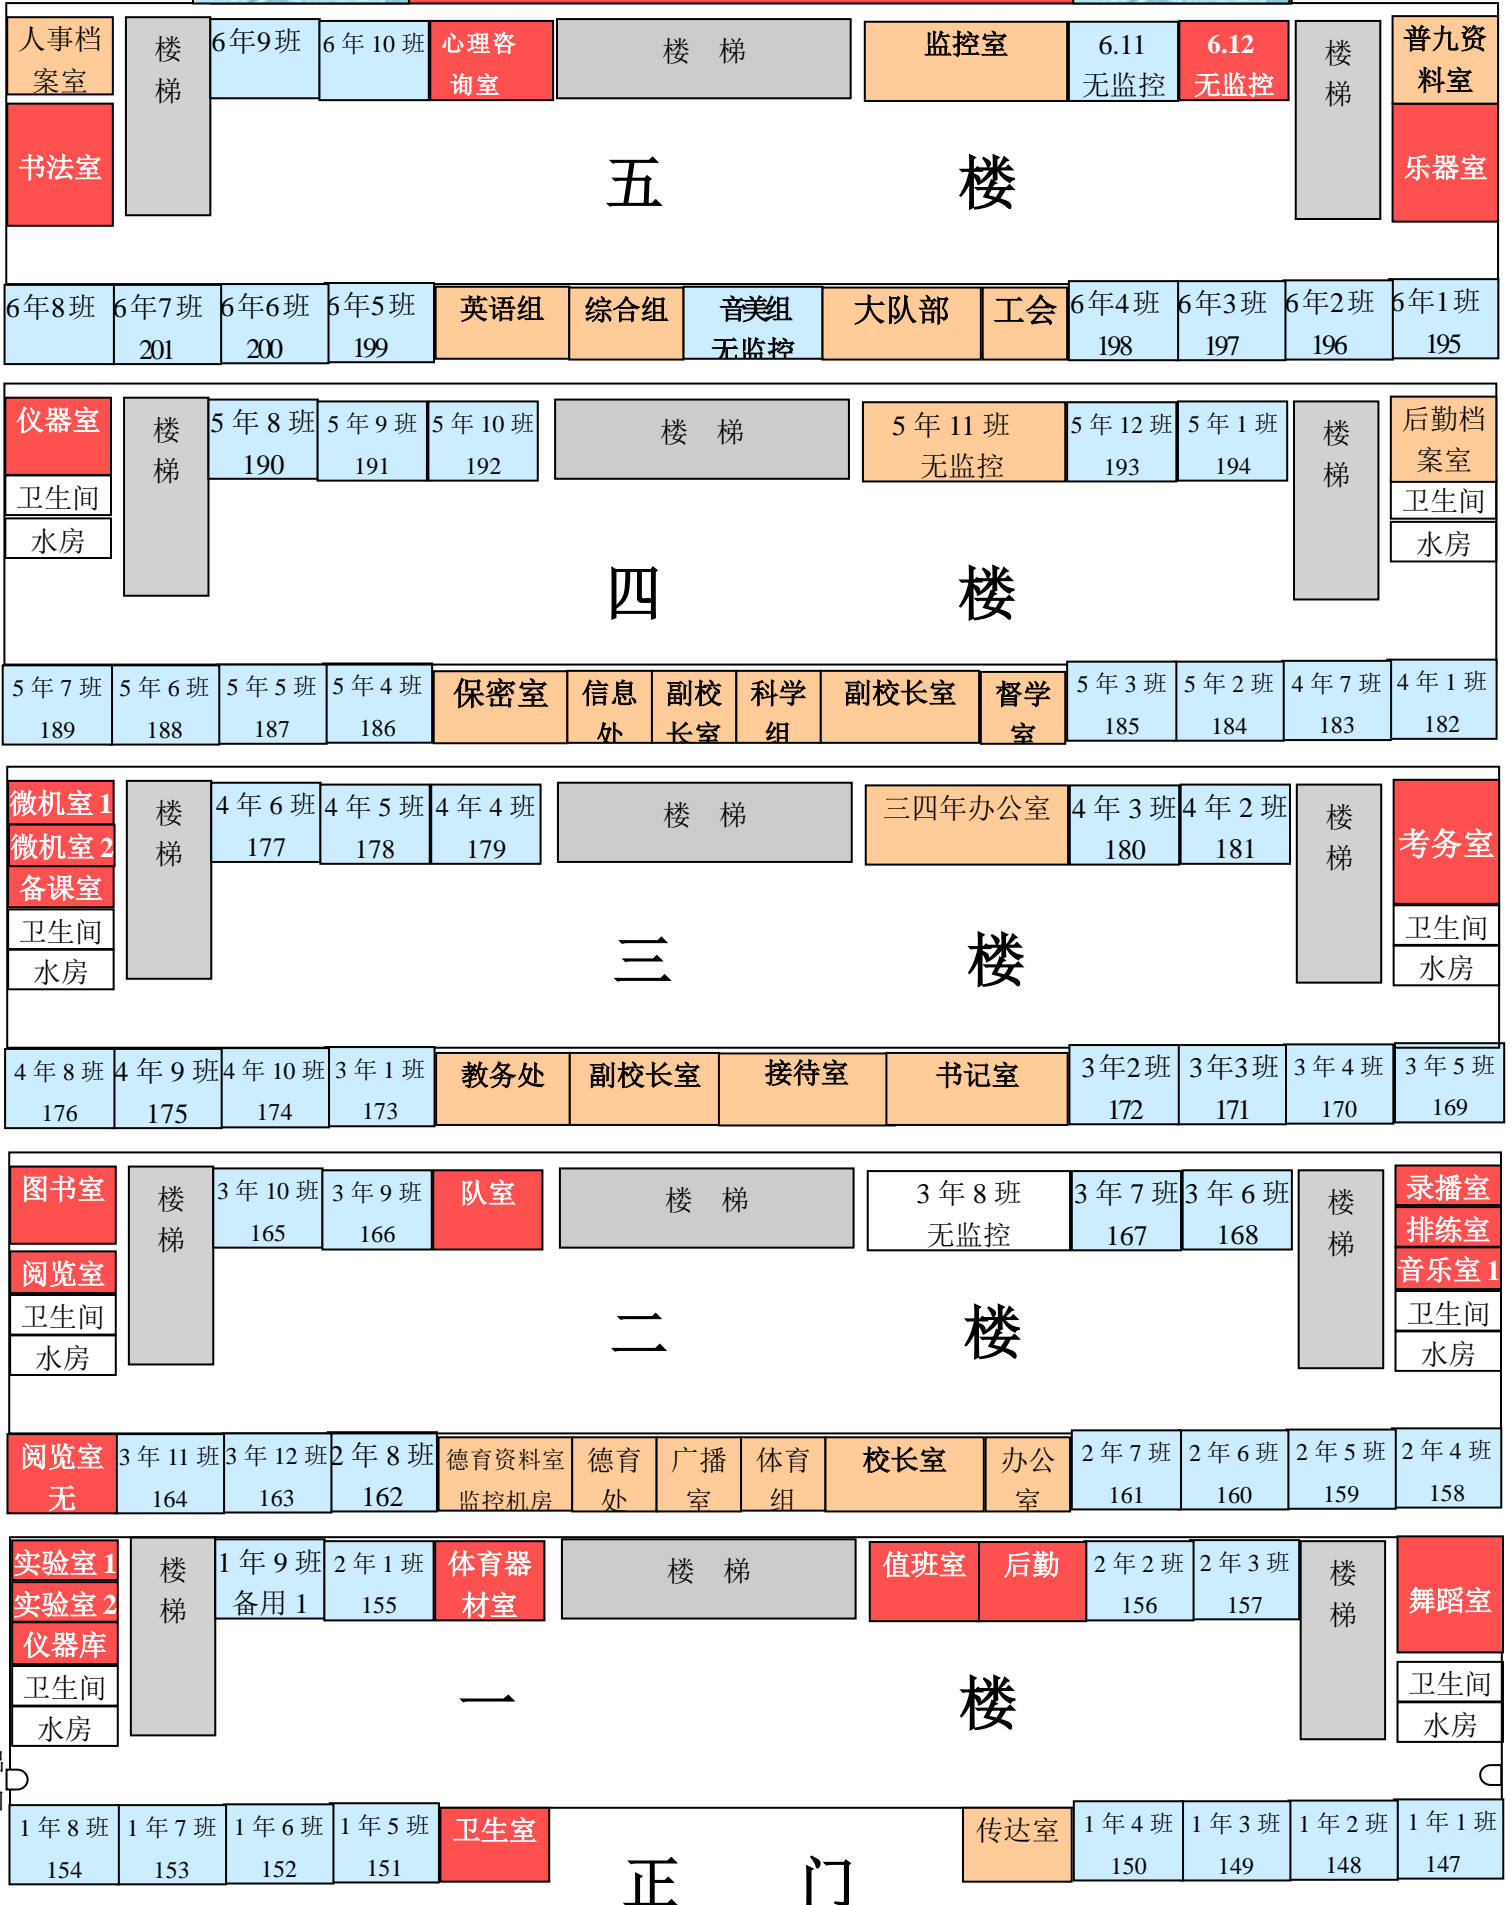 人事档
案室
楼
梯
6年9班
6 年 10 班
心理咨
询室
楼 梯
监控室
6.11
无监控
6.12
无监控
楼
梯
普九资
料室
书法室
乐器室
五 楼
6年8班
6年7班
201
6年6班
200
6年5班
199
英语组
综合组
音美组
无监控
大队部
工会
6年4班
198
6年3班
197
6年2班
196
6年1班
195
仪器室
卫生间
水房
楼
梯
5 年 8 班
190
5 年 9 班
191
5 年 10 班
192
楼 梯
5 年 11 班
无监控
5 年 12 班
193
5 年 1 班
194
楼
梯
后勤档
案室
卫生间
水房
四 楼
5 年 7 班
189
5 年 6 班
188
5 年 5 班
187
5 年 4 班
186
保密室
信息
处
副校
长室
科学
组
副校长室
督学
室
5 年 3 班
185
5 年 2 班
184
4 年 7 班
183
4 年 1 班
182
微机室 1
微机室 2
备课室
卫生间
水房
楼
梯
4 年 6 班
177
4 年 5 班
178
4 年 4 班
179
楼 梯
三四年办公室
4 年 3 班
180
4 年 2 班
181
楼
梯
考务室
卫生间
水房
三 楼
4 年 8 班
176
4 年 9 班
175
4 年 10 班
174
3 年 1 班
173
教务处
副校长室
接待室
书记室
3年2班
172
3年3班
171
3 年 4 班
170
3 年 5 班
169
图书室
阅览室
卫生间
水房
楼
梯
3 年 10 班
165
3 年 9 班
166
队室
楼 梯
3 年 8 班
无监控
3 年 7 班
167
3 年 6 班
168
楼
梯
录播室
排练室
音乐室 1
卫生间
水房
二 楼
阅览室
无
3 年 11 班
164
3 年 12 班
163
2 年 8 班
162
德育资料室
监控机房
德育
处
广播
室
体育
组
校长室
办公
室
2 年 7 班
161
2 年 6 班
160
2 年 5 班
159
2 年 4 班
158
实验室 1
实验室 2
仪器库
卫生间
水房
楼
梯
1 年 9 班
备用 1
2 年 1 班
155
体育器
材室
楼 梯
值班室
后勤
2 年 2 班
156
2 年 3 班
157
楼
梯
舞蹈室
卫生间
水房
一 楼
1 年 8 班
154
1 年 7 班
153
1 年 6 班
152
1 年 5 班
151
卫生室
正 门
传达室
1 年 4 班
150
1 年 3 班
149
1 年 2 班
148
1 年 1 班
147